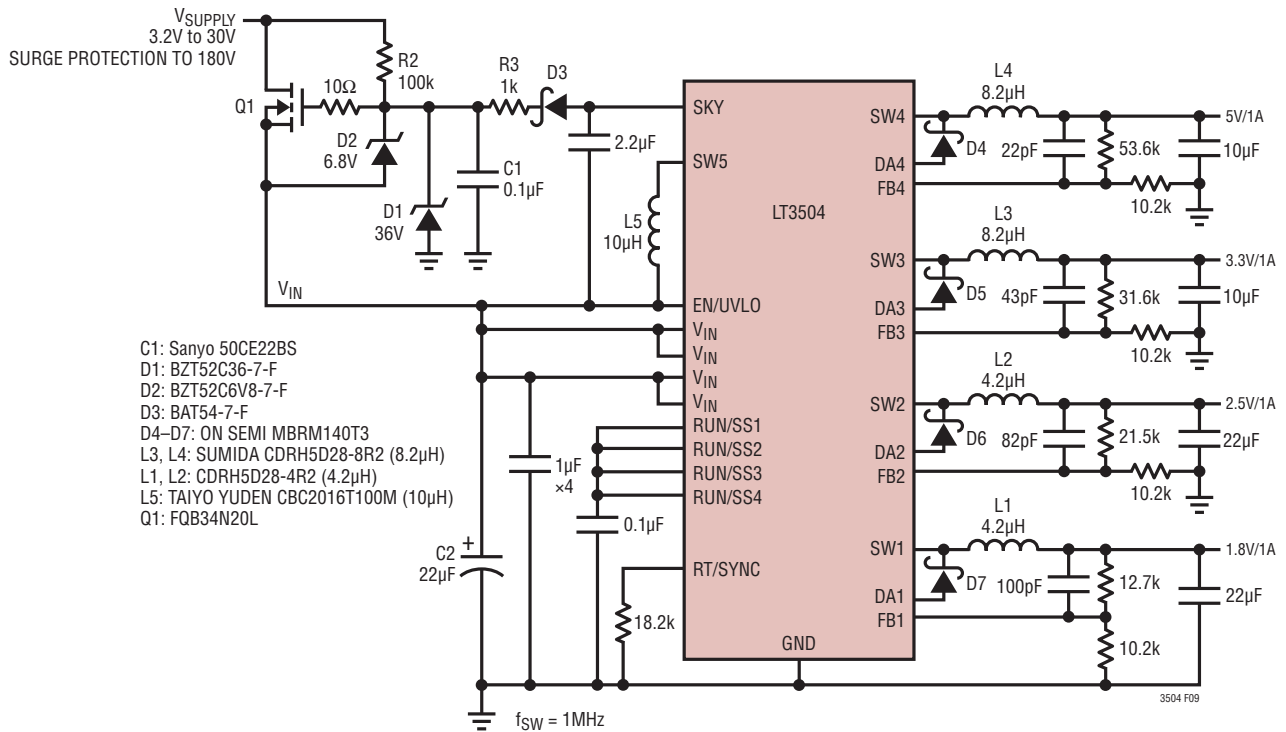 VSUPPLY
3.2V to 30V
SURGE PROTECTION TO 180V
R2
100k
R3
1k
D3
Q1
10Ω
D2
6.8V
D1
36V
C1
0.1µF
2.2µF
L5
10µH
VIN
SKY
SW5
EN/UVLO
VIN
VIN
VIN
VIN
RUN/SS1
RUN/SS2
RUN/SS3
RUN/SS4
RT/SYNC
LT3504
GND
SW4
DA4
FB4
SW3
DA3
FB3
SW2
DA2
FB2
SW1
DA1
FB1
L4
8.2µH
D4
22pF
53.6k
10.2k
5V/1A
10µF
L3
8.2µH
D5
43pF
31.6k
10.2k
3.3V/1A
10µF
L2
4.2µH
D6
82pF
21.5k
10.2k
2.5V/1A
22µF
L1
4.2µH
D7
100pF
12.7k
10.2k
1.8V/1A
22µF
C1: Sanyo 50CE22BS
D1: BZT52C36-7-F
D2: BZT52C6V8-7-F
D3: BAT54-7-F
D4–D7: ON SEMI MBRM140T3
L3, L4: SUMIDA CDRH5D28-8R2 (8.2µH)
L1, L2: CDRH5D28-4R2 (4.2µH)
L5: TAIYO YUDEN CBC2016T100M (10µH)
Q1: FQB34N20L
1µF
×4
0.1µF
+
C2
22µF
18.2k
fSW = 1MHz
3504 F09